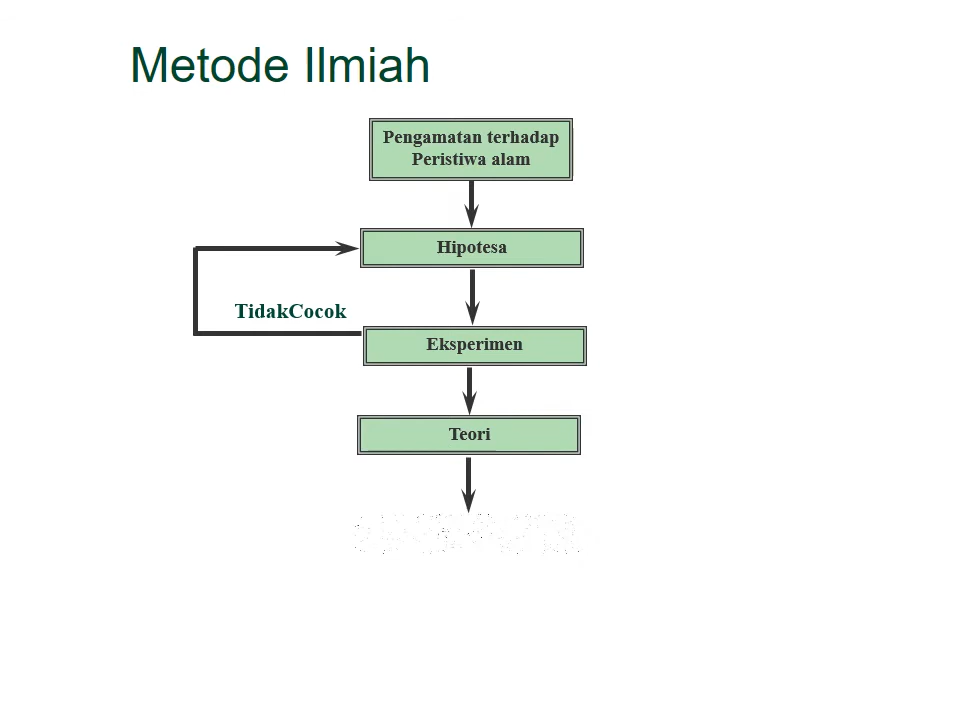 Metode Ilmiah
Pengamatan terhadap
Peristiwa alam
Hipotesa
TidakCocok
Eksperimen
Teori